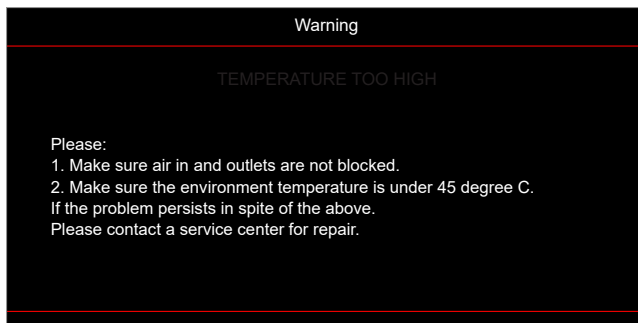 Warning
TEMPERATURE TOO HIGH
Please:
1. Make sure air in and outlets are not blocked.
2. Make sure the environment temperature is under 45 degree C.
If the problem persists in spite of the above.
Please contact a service center for repair.